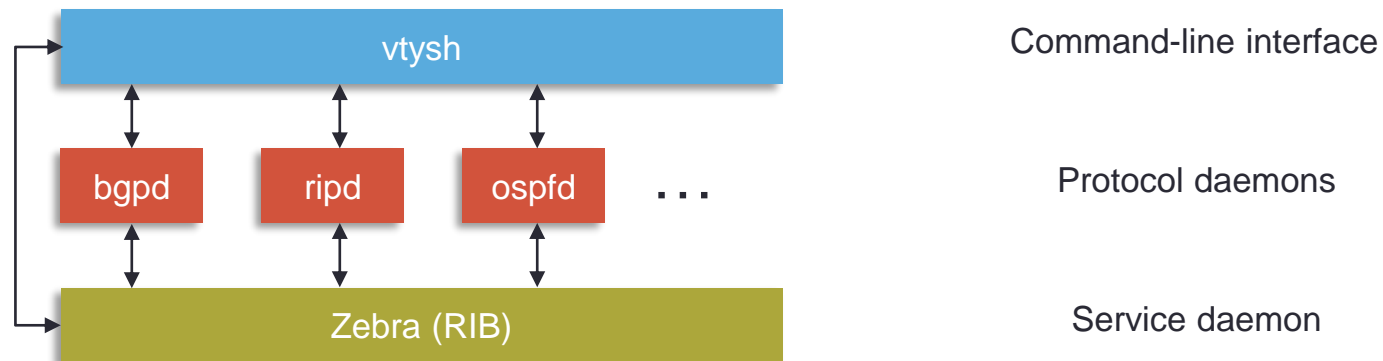 vtysh
Command-line interface
bgpd
ripd
ospfd
...
Protocol daemons
Zebra (RIB)
Service daemon